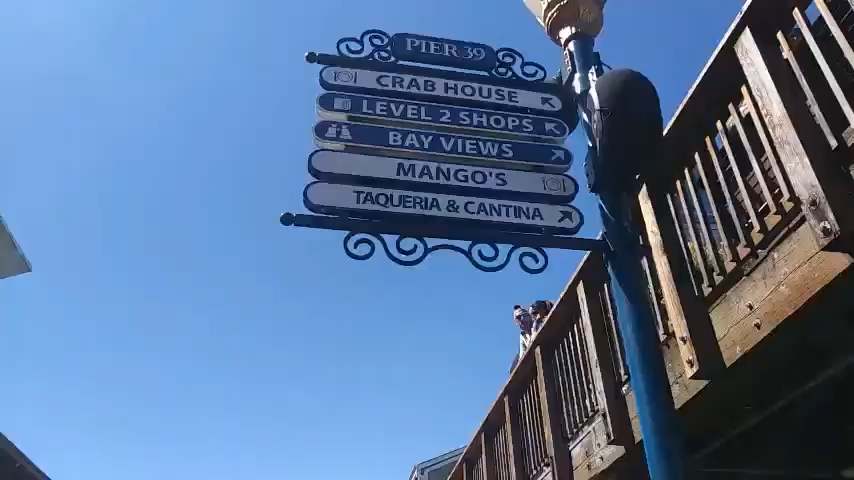 PIER 39
CRAB HOUSE
LEVEL 2 SHOPS
BAY VIEWS
MANGO'S
TAQUERIA & CANTINA